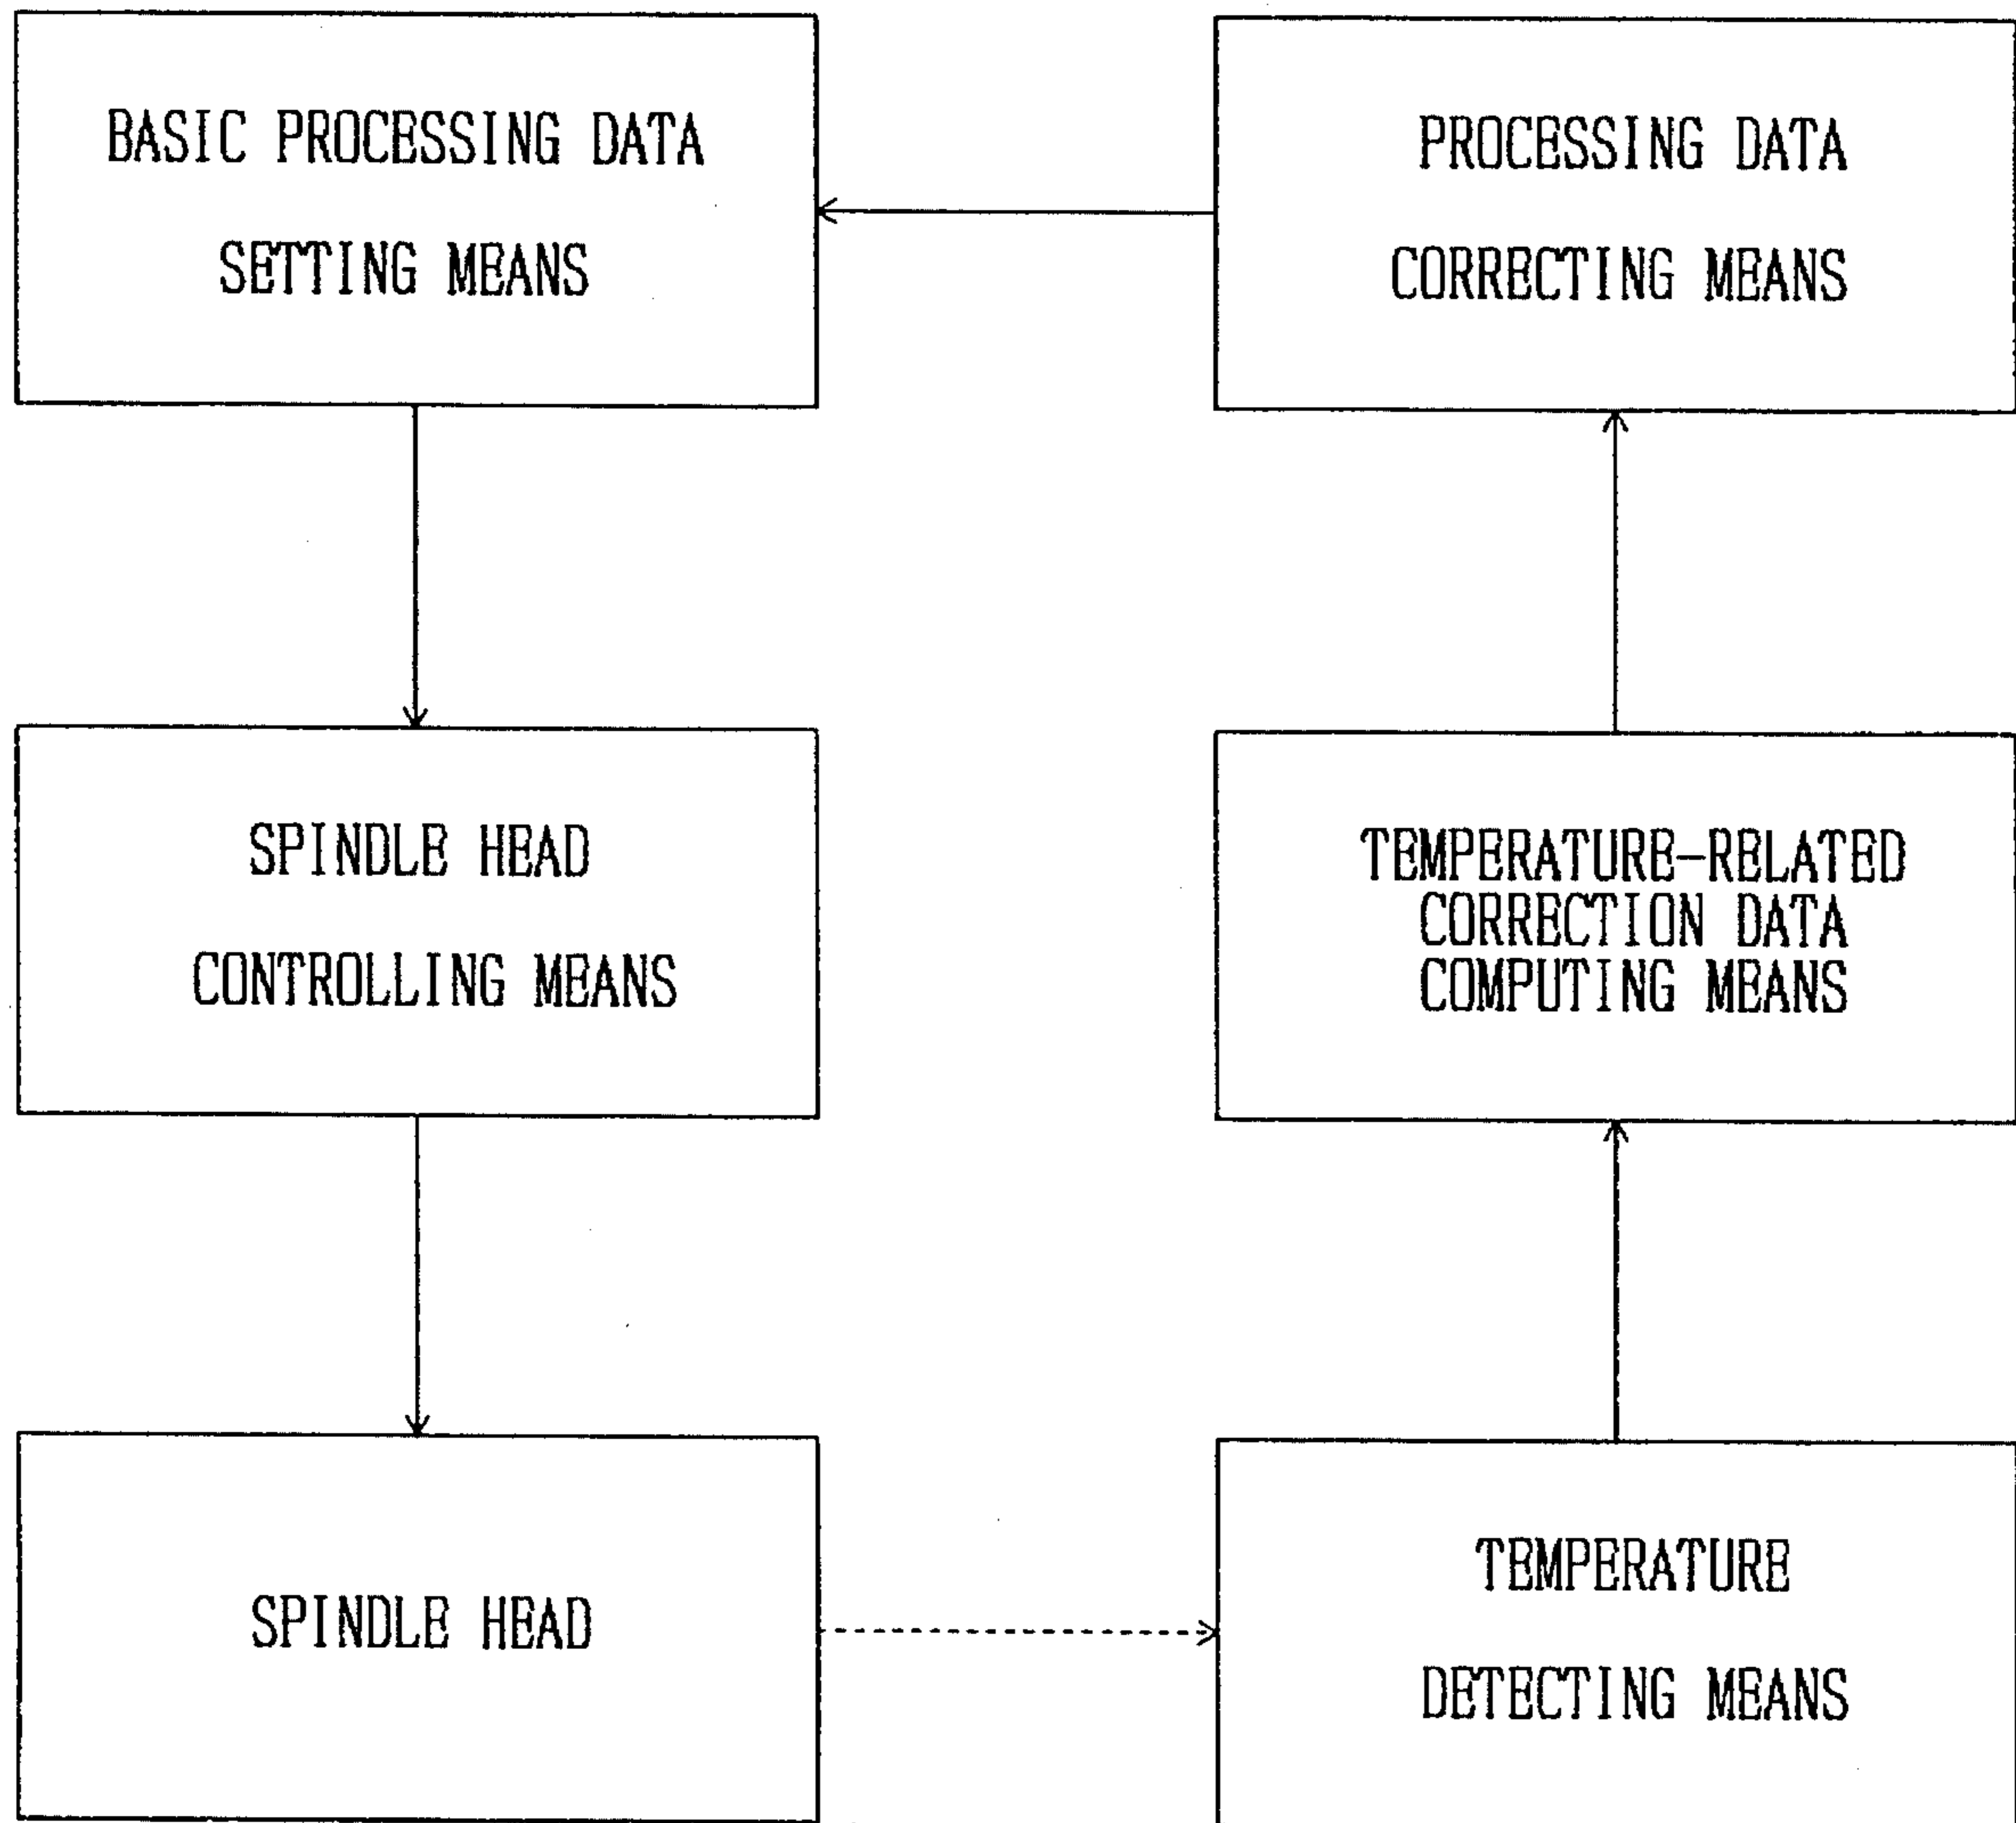 BASIC PROCESSING DATA
SETTING MEANS
PROCESSING DATA
CORRECTING MEANS
SPINDLE HEAD
CONTROLLING MEANS
TEMPERATURE-RELATED
CORRECTION DATA
COMPUTING MEANS
SPINDLE HEAD
TEMPERATURE
DETECTING MEANS